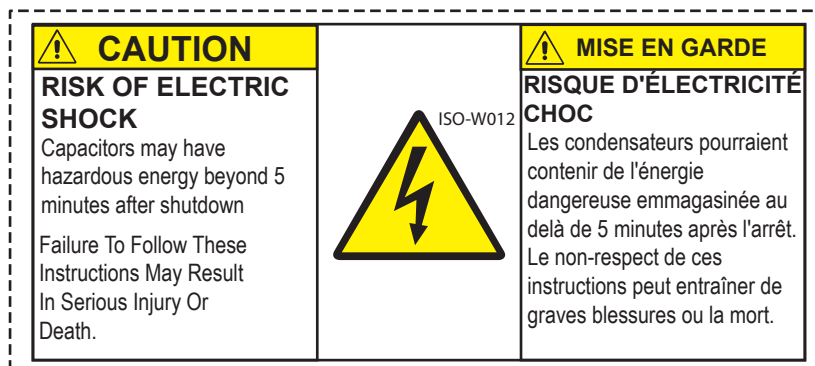 CAUTION
RISK OF ELECTRIC
SHOCK
Capacitors may have
hazardous energy beyond 5
minutes after shutdown
Failure To Follow These
Instructions May Result
In Serious Injury Or
Death.
ISO-W012
MISE EN GARDE
RISQUE D'ÉLECTRICITÉ
CHOC
Les condensateurs pourraient
contenir de l'énergie
dangereuse emmagasinée au
delà de 5 minutes après l'arrêt.
Le non-respect de ces
instructions peut entraîner de
graves blessures ou la mort.